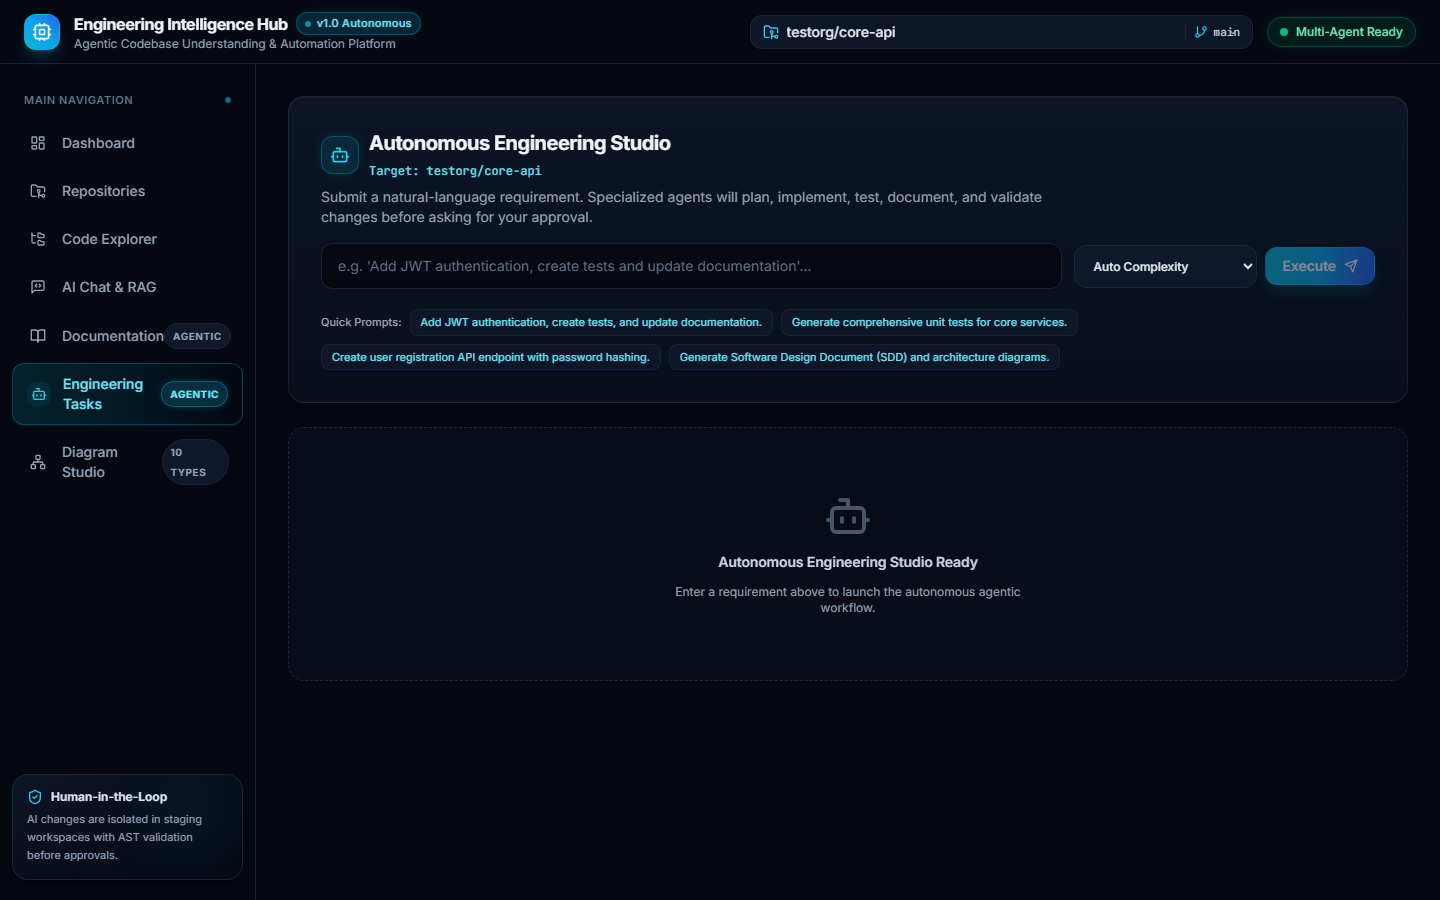 Engineering Intelligence Hub
v1.0 Autonomous
Agentic Codebase Understanding & Automation Platform
testorg/core-api
main
Multi-Agent Ready
MAIN NAVIGATION
Dashboard
Repositories
Code Explorer
AI Chat & RAG
Documentation
AGENTIC
Engineering
Tasks
AGENTIC
Diagram
Studio
10
TYPES
Human-in-the-Loop
AI changes are isolated in staging
workspaces with AST validation
before approvals.
Autonomous Engineering Studio
Target: testorg/core-api
Submit a natural-language requirement. Specialized agents will plan, implement, test, document, and validate
changes before asking for your approval.
e.g. 'Add JWT authentication, create tests and update documentation'...
Auto Complexity
Execute
Quick Prompts:
Add JWT authentication, create tests, and update documentation.
Generate comprehensive unit tests for core services.
Create user registration API endpoint with password hashing.
Generate Software Design Document (SDD) and architecture diagrams.
Autonomous Engineering Studio Ready
Enter a requirement above to launch the autonomous agentic
workflow.